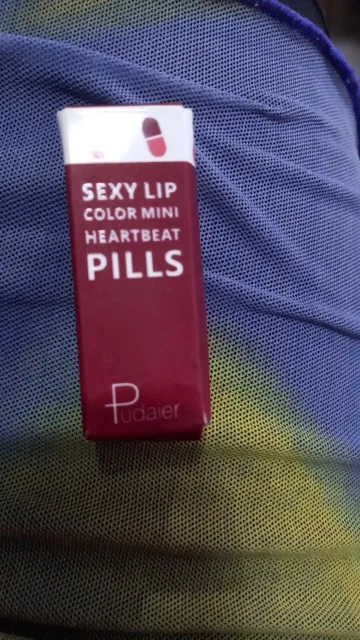 SEXY LIP
COLOR MINI
HEARTBEAT
PILLS
Pudaier